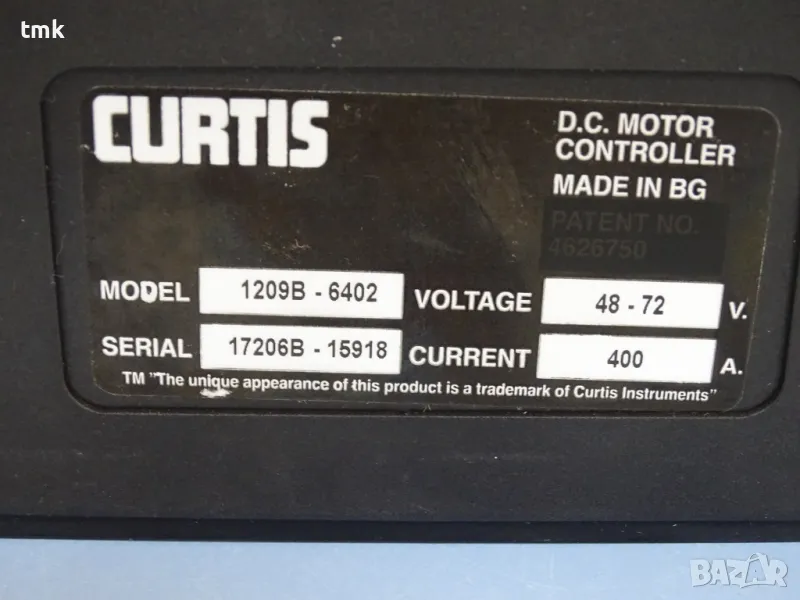 tmk
CURTIS
D.C. MOTOR
CONTROLLER
MADE IN BG
PATENT NO.
4626750
MODEL 1209B - 6402 VOLTAGE 48 - 72 V.
SERIAL 17206B - 15918 CURRENT 400 A.
TM "The unique appearance of this product is a trademark of Curtis Instruments"
BAZAR